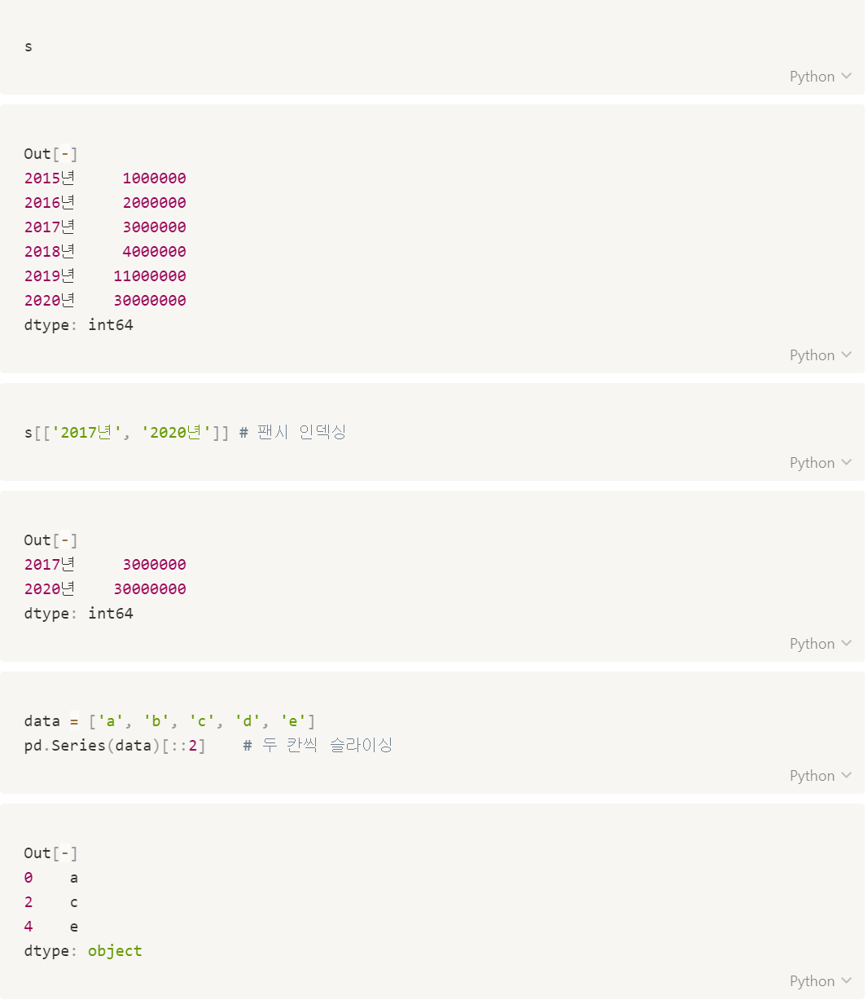 s
Python
Out[-]
2015년 1000000
2016년 2000000
2017년 3000000
2018년 4000000
2019년 11000000
2020년 30000000
dtype: int64
Python
s[['2017년', '2020년']] # 팬시 인덱싱
Python
Out[-]
2017년 3000000
2020년 30000000
dtype: int64
Python
data = ['a', 'b', 'c', 'd', 'e']
pd.Series(data)[::2] # 두 칸씩 슬라이싱
Python
Out[-]
0 a
2 c
4 e
dtype: object
Python